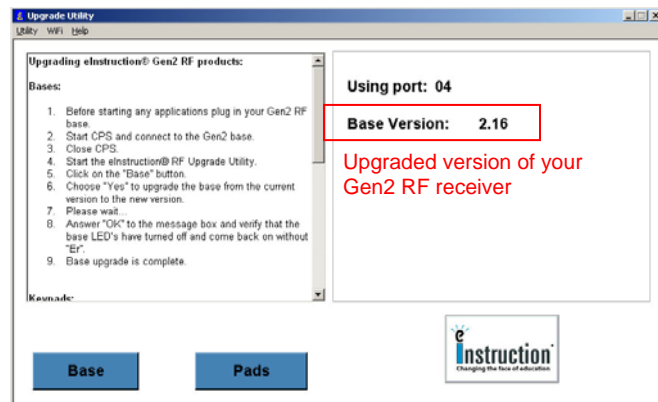 Upgrade Utility
Utility WiFi Help
Upgrading eInstruction® Gen2 RF products:
Bases:
1. Before starting any applications plug in your Gen2 RF
base.
2. Start CPS and connect to the Gen2 base.
3. Close CPS.
4. Start the eInstruction® RF Upgrade Utility.
5. Click on the "Base" button.
6. Choose "Yes" to upgrade the base from the current
version to the new version.
7. Please wait...
8. Answer "OK" to the message box and verify that the
base LED's have turned off and come back on without
"Er".
9. Base upgrade is complete.
Keypads:
Using port: 04
Base Version: 2.16
Upgraded version of your
Gen2 RF receiver
Base
Pads
eInstruction
Changing the face of education